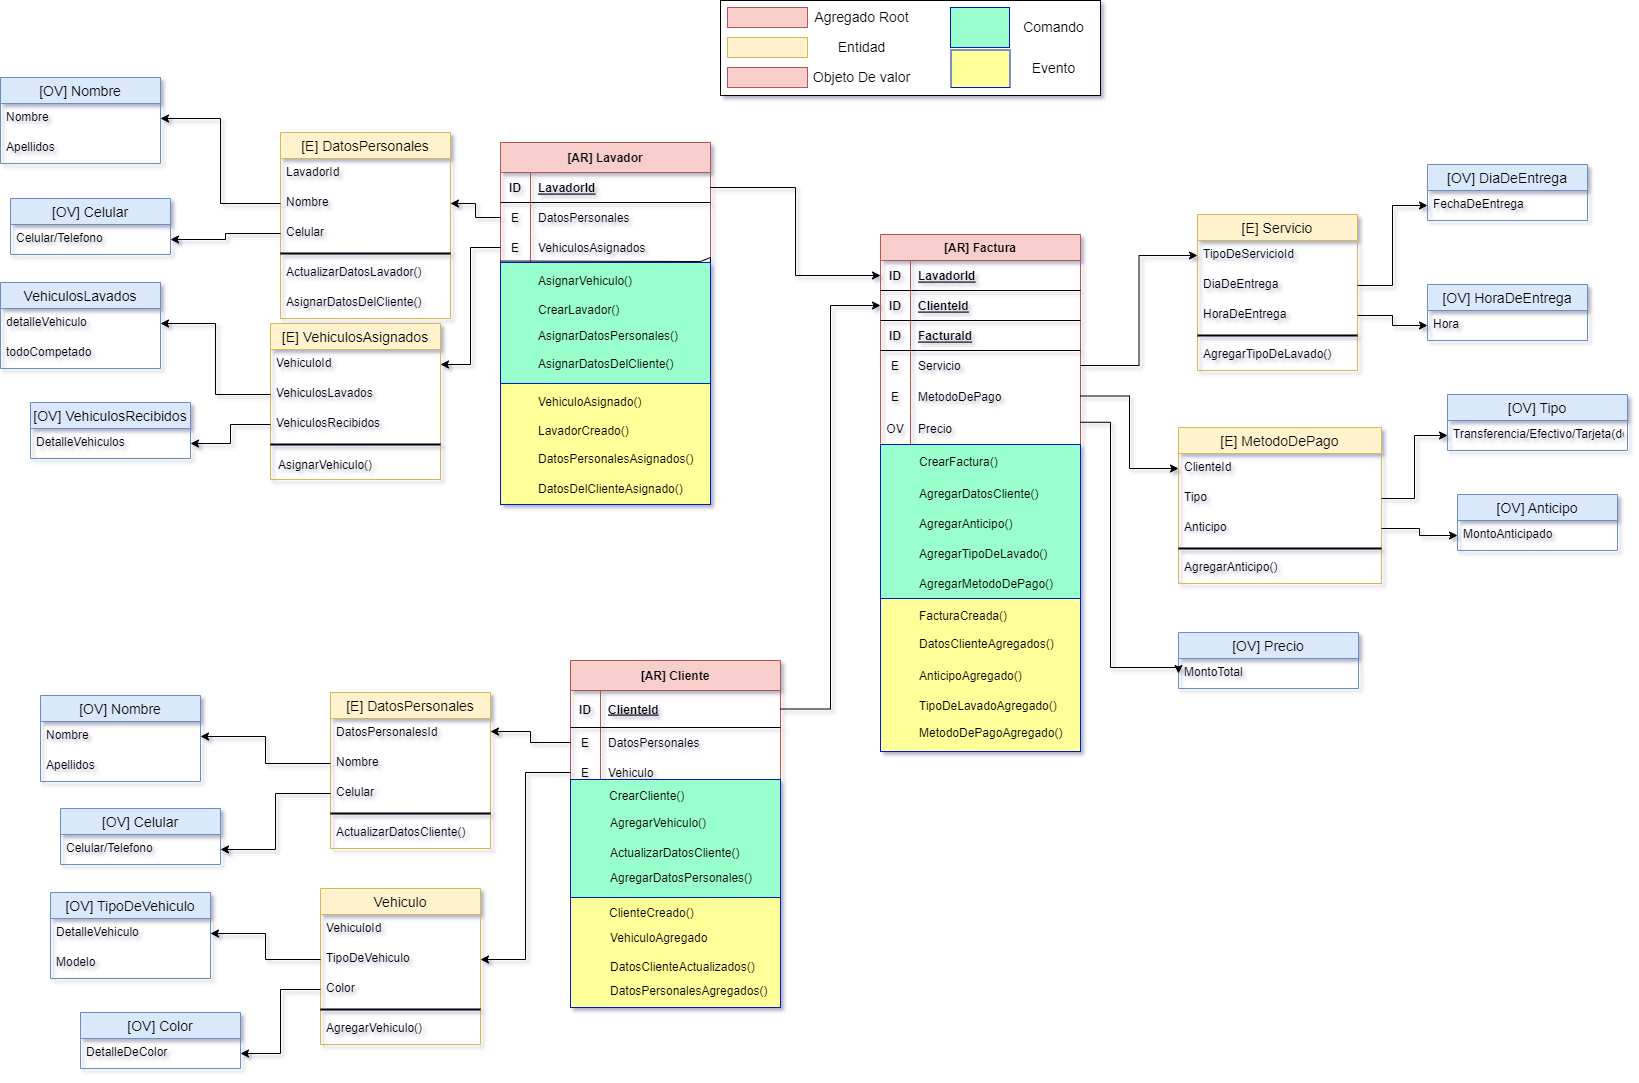 Agregado Root
Entidad
Objeto De valor
Comando
Evento
[OV] Nombre
Nombre
Apellidos
[OV] Celular
Celular/Telefono
VehiculosLavados
detalleVehiculo
todoCompetado
[OV] VehiculosRecibidos
DetalleVehiculos
[E] DatosPersonales
LavadorId
Nombre
Celular
ActualizarDatosLavador()
AsignarDatosDelCliente()
[E] VehiculosAsignados
VehiculoId
VehiculosLavados
VehiculosRecibidos
AsignarVehiculo()
[AR] Lavador
ID LavadorId
E DatosPersonales
E VehiculosAsignados
AsignarVehiculo()
CrearLavador()
AsignarDatosPersonales()
AsignarDatosDelCliente()
VehiculoAsignado()
LavadorCreado()
DatosPersonalesAsignados()
DatosDelClienteAsignado()
[AR] Factura
ID LavadorId
ID ClienteId
ID FacturaId
E Servicio
E MetodoDePago
OV Precio
CrearFactura()
AgregarDatosCliente()
AgregarAnticipo()
AgregarTipoDeLavado()
AgregarMetodoDePago()
FacturaCreada()
DatosClienteAgregados()
AnticipoAgregado()
TipoDeLavadoAgregado()
MetodoDePagoAgregado()
[E] Servicio
TipoDeServicioId
DiaDeEntrega
HoraDeEntrega
AgregarTipoDeLavado()
[OV] DiaDeEntrega
FechaDeEntrega
[OV] HoraDeEntrega
Hora
[E] MetodoDePago
ClienteId
Tipo
Anticipo
AgregarAnticipo()
[OV] Tipo
Transferencia/Efectivo/Tarjeta(d
[OV] Anticipo
MontoAnticipado
[OV] Precio
MontoTotal
[AR] Cliente
ID ClienteId
E DatosPersonales
E Vehiculo
CrearCliente()
AgregarVehiculo()
ActualizarDatosCliente()
AgregarDatosPersonales()
ClienteCreado()
VehiculoAgregado
DatosClienteActualizados()
DatosPersonalesAgregados()
[E] DatosPersonales
DatosPersonalesId
Nombre
Celular
ActualizarDatosCliente()
[OV] Nombre
Nombre
Apellidos
[OV] Celular
Celular/Telefono
Vehiculo
VehiculoId
TipoDeVehiculo
Color
AgregarVehiculo()
[OV] TipoDeVehiculo
DetalleVehiculo
Modelo
[OV] Color
DetalleDeColor